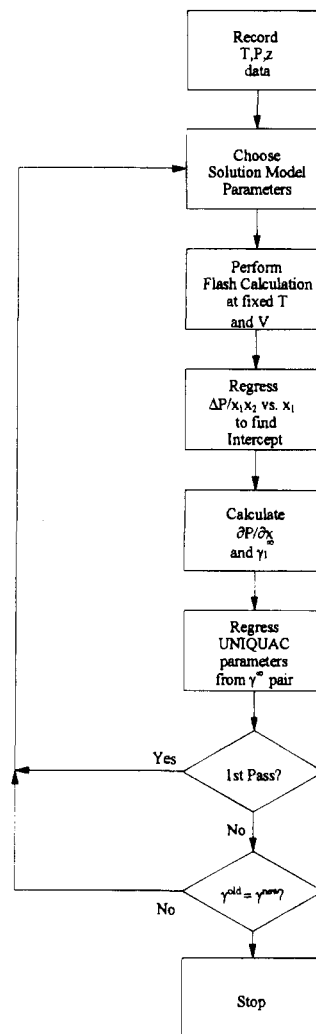 Record
T,P,z
data
Choose
Solution Model
Parameters
Perform
Flash Calculation
at fixed T
and V
Regress
ΔP/x₁x₂ vs. x₁
to find
Intercept
Calculate
∂P/∂x
and γ₁^∞
Regress
UNIQUAC
parameters
from γ^∞ pair
Yes
1st Pass?
No
γ^old = γ^new?
No
Stop